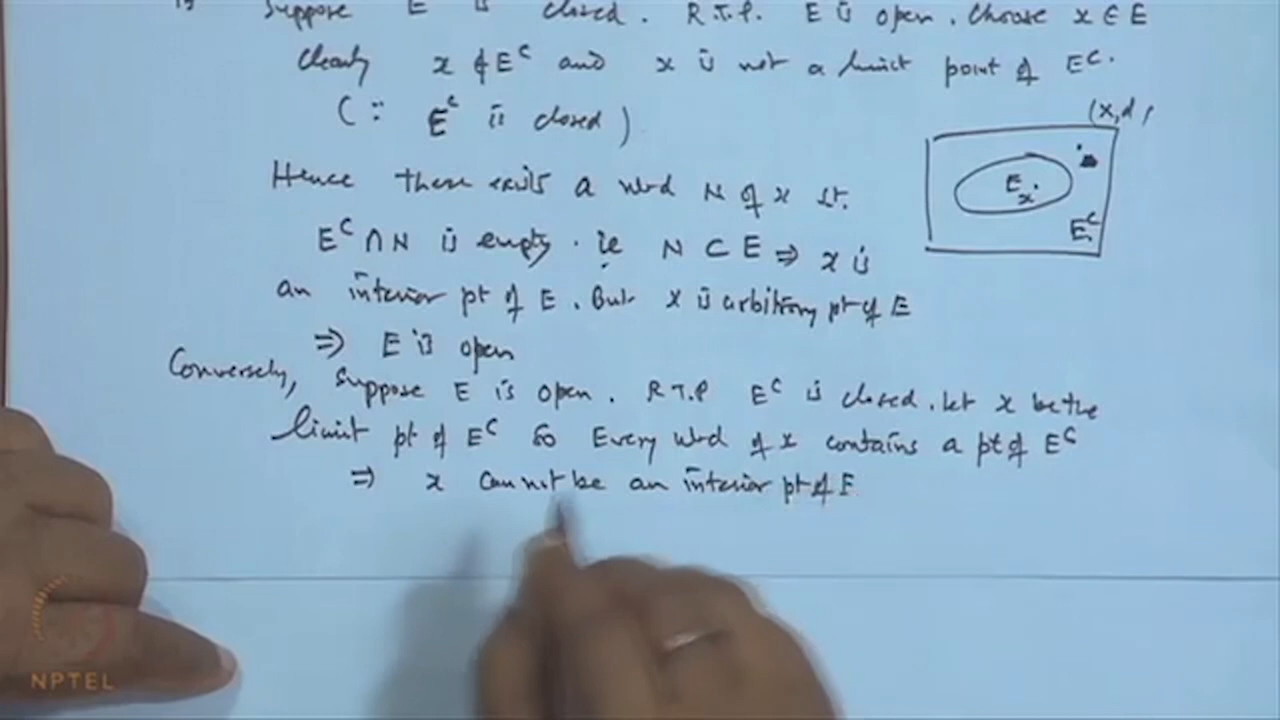 Suppose E is closed. R.T.P. E is open. Choose x ∈ E
Clearly x ∉ E^c and x is not a limit point of E^c.
(∵ E^c is closed)
(X, d)
Hence there exits a nbd N of x st.
E x
E^c
E^c ∩ N is empty. ie N ⊂ E ⇒ x is
an interior pt of E. But x is arbitrary pt of E
⇒ E is open
Conversely, Suppose E is open. R.T.P E^c is closed. Let x be the
limit pt of E^c so Every nbd of x contains a pt of E^c
⇒ x cannot be an interior pt of E
NPTEL